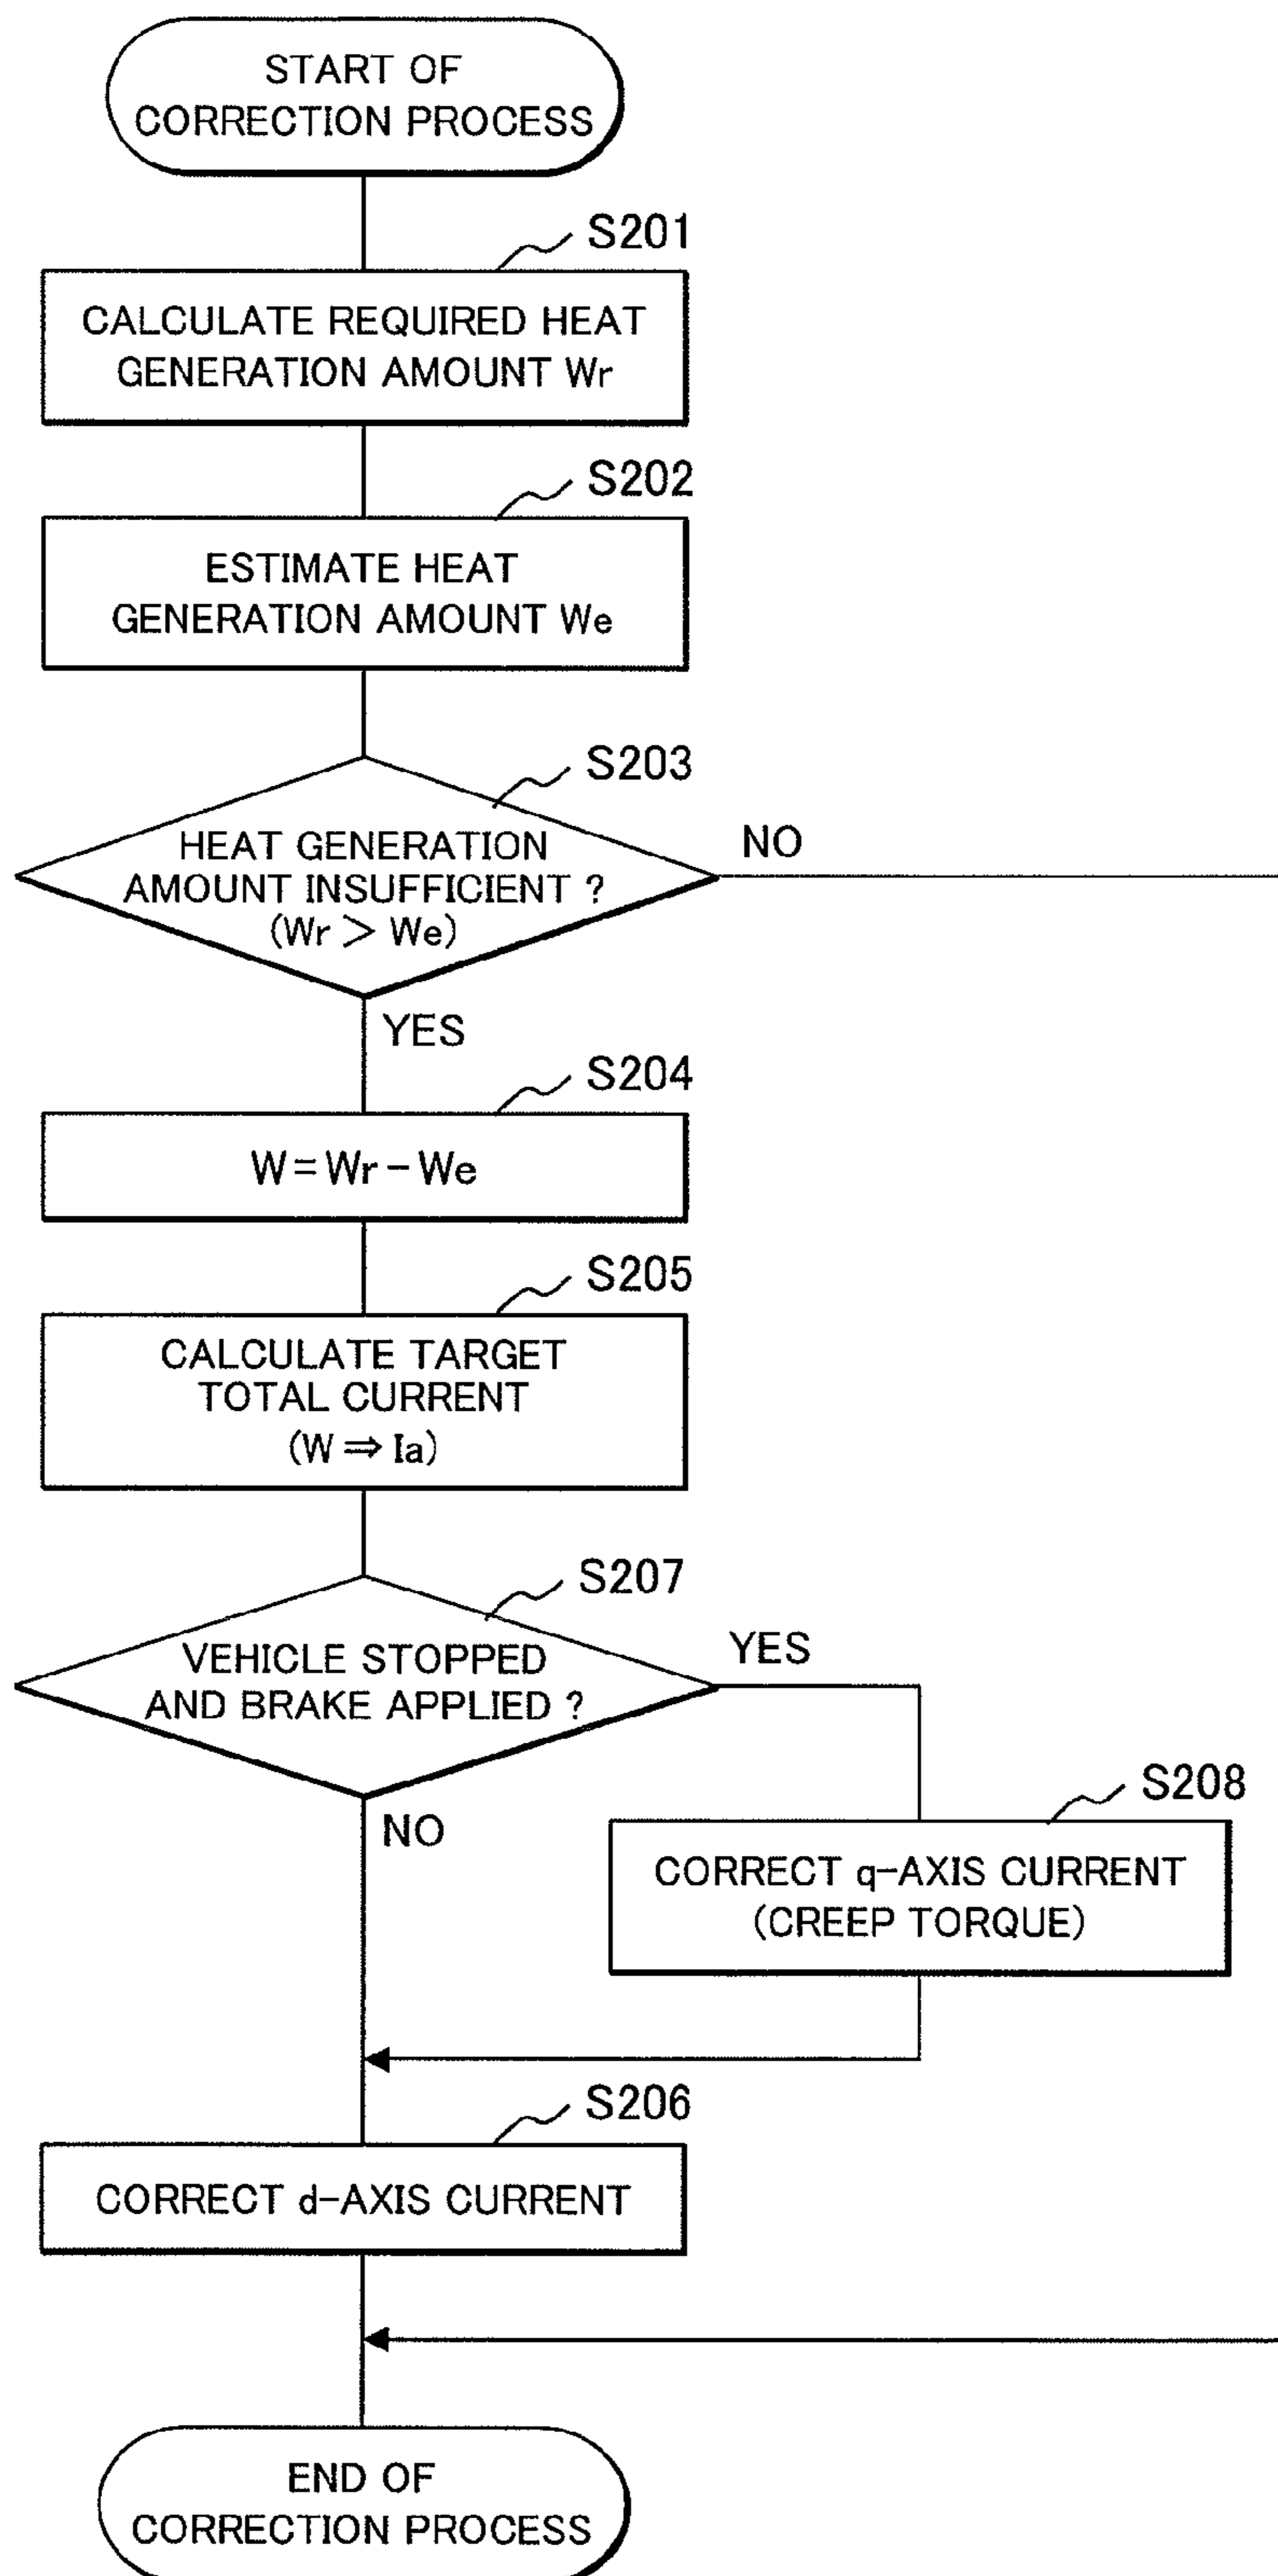 START OF
CORRECTION PROCESS
S201
CALCULATE REQUIRED HEAT
GENERATION AMOUNT Wr
S202
ESTIMATE HEAT
GENERATION AMOUNT We
S203
HEAT GENERATION
AMOUNT INSUFFICIENT ?
(Wr > We)
NO
YES
S204
W = Wr - We
S205
CALCULATE TARGET
TOTAL CURRENT
(W ⇒ Ia)
S207
VEHICLE STOPPED
AND BRAKE APPLIED ?
YES
NO
S208
CORRECT q-AXIS CURRENT
(CREEP TORQUE)
S206
CORRECT d-AXIS CURRENT
END OF
CORRECTION PROCESS